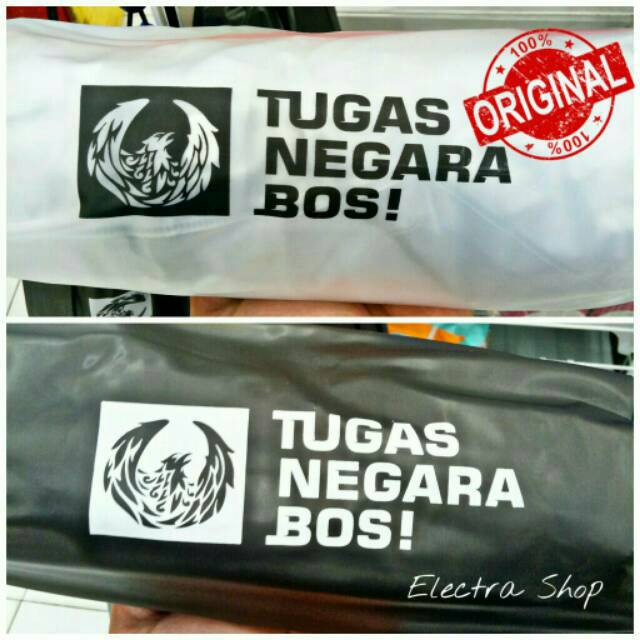 TUGAS
NEGARA
BOS!
100%
ORIGINAL
100%
TUGAS
NEGARA
BOS!
Electra Shop